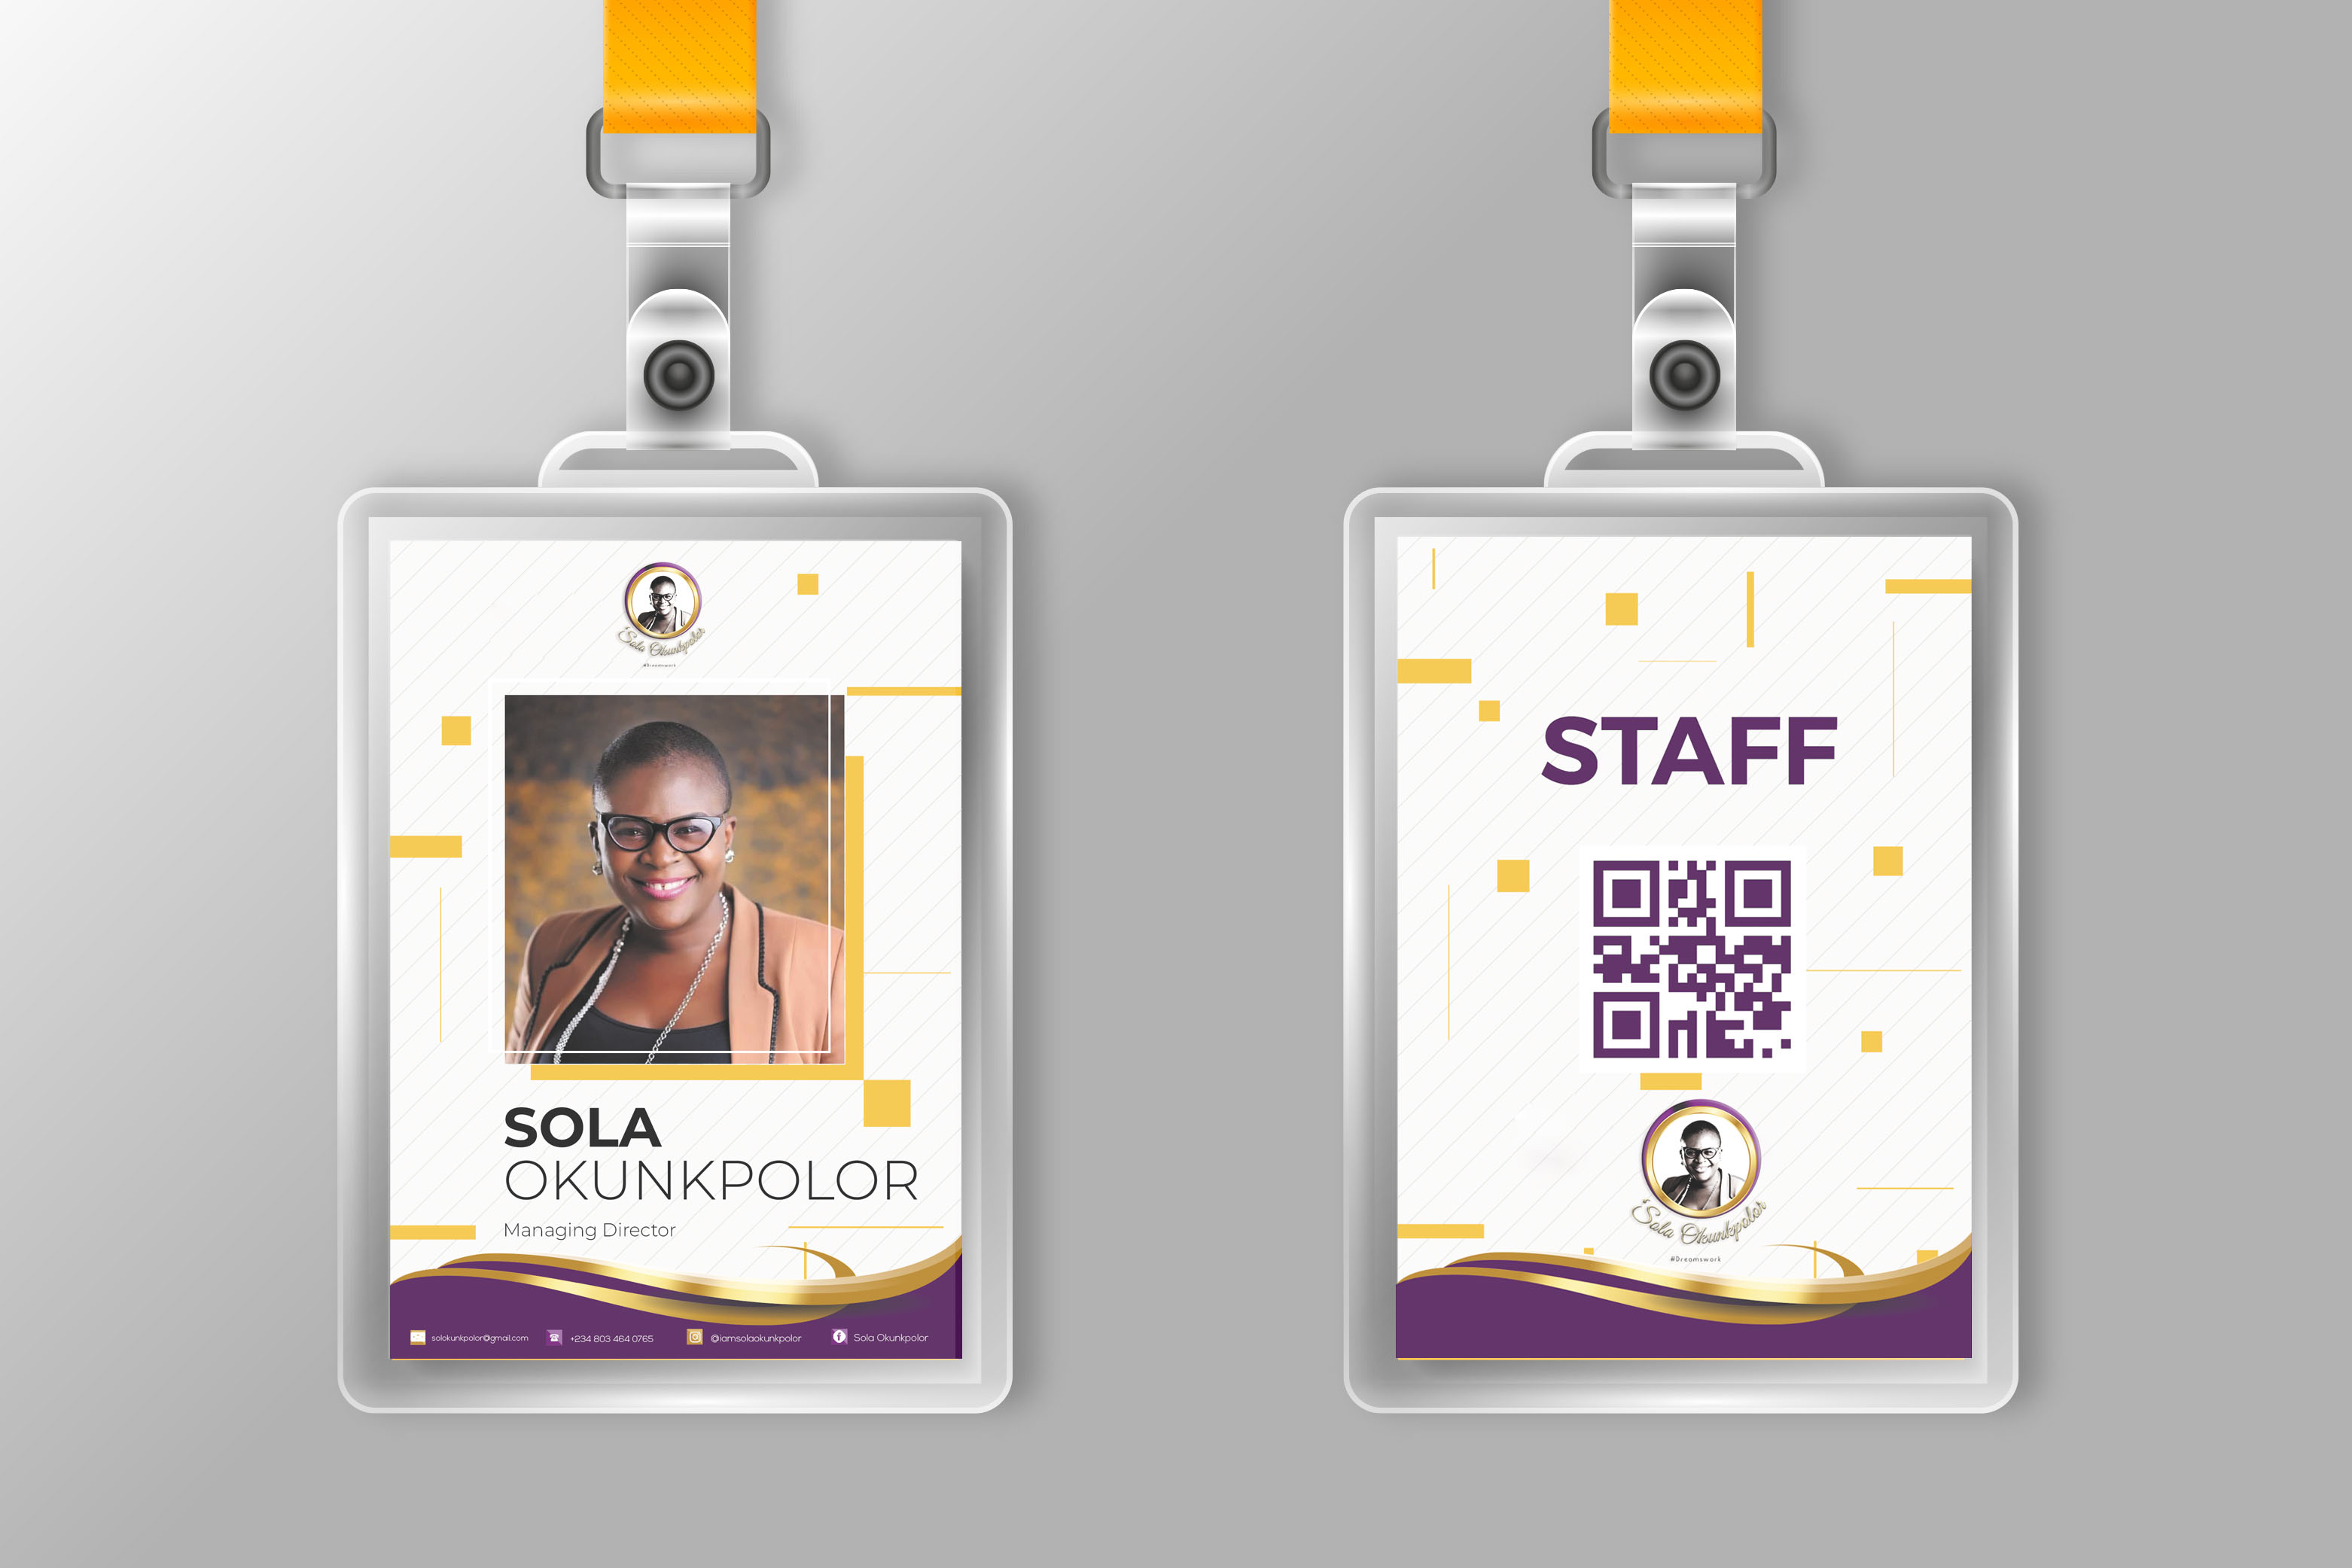 Sola Okunkpolor
#Dreamswork
SOLA
OKUNKPOLOR
Managing Director
solokunkpolor@gmail.com
+234 803 464 0765
@iamsolaokunkpolor
Sola Okunkpolor
STAFF
Sola Okunkpolor
#Dreamswork